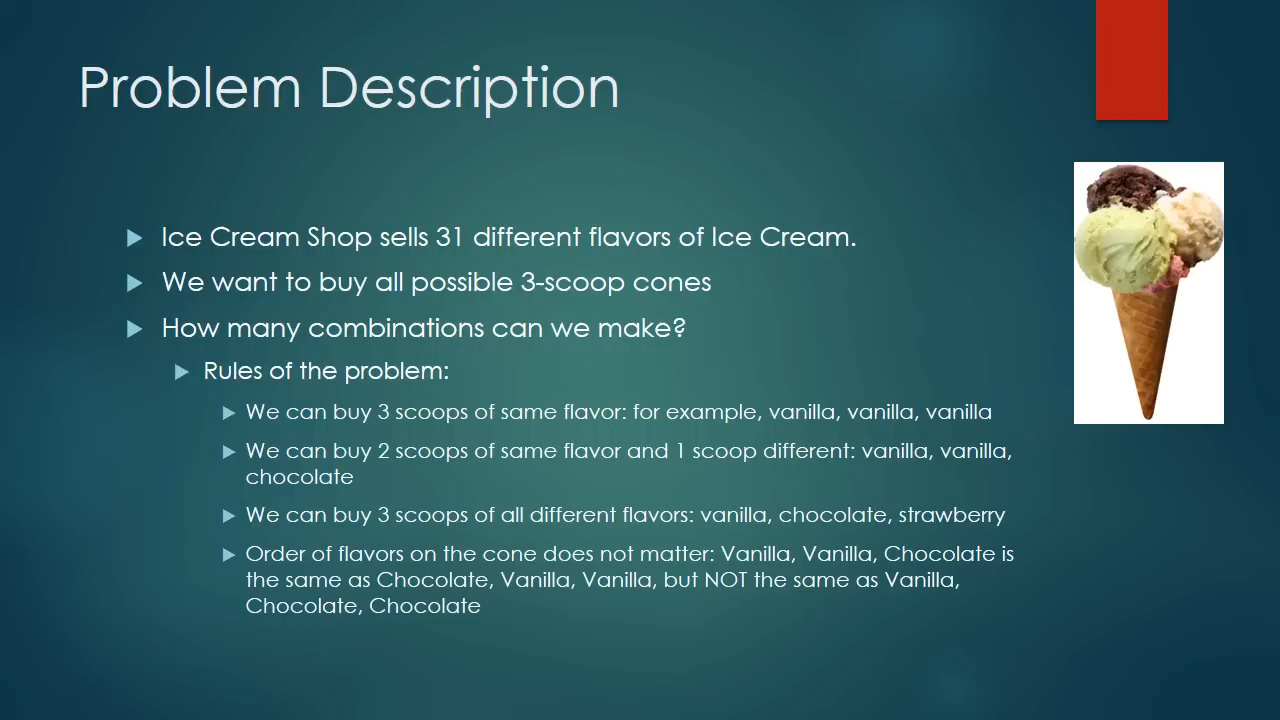 Problem Description
Ice Cream Shop sells 31 different flavors of Ice Cream.
We want to buy all possible 3-scoop cones
How many combinations can we make?
Rules of the problem:
We can buy 3 scoops of same flavor: for example, vanilla, vanilla, vanilla
We can buy 2 scoops of same flavor and 1 scoop different: vanilla, vanilla,
chocolate
We can buy 3 scoops of all different flavors: vanilla, chocolate, strawberry
Order of flavors on the cone does not matter: Vanilla, Vanilla, Chocolate is
the same as Chocolate, Vanilla, Vanilla, but NOT the same as Vanilla,
Chocolate, Chocolate